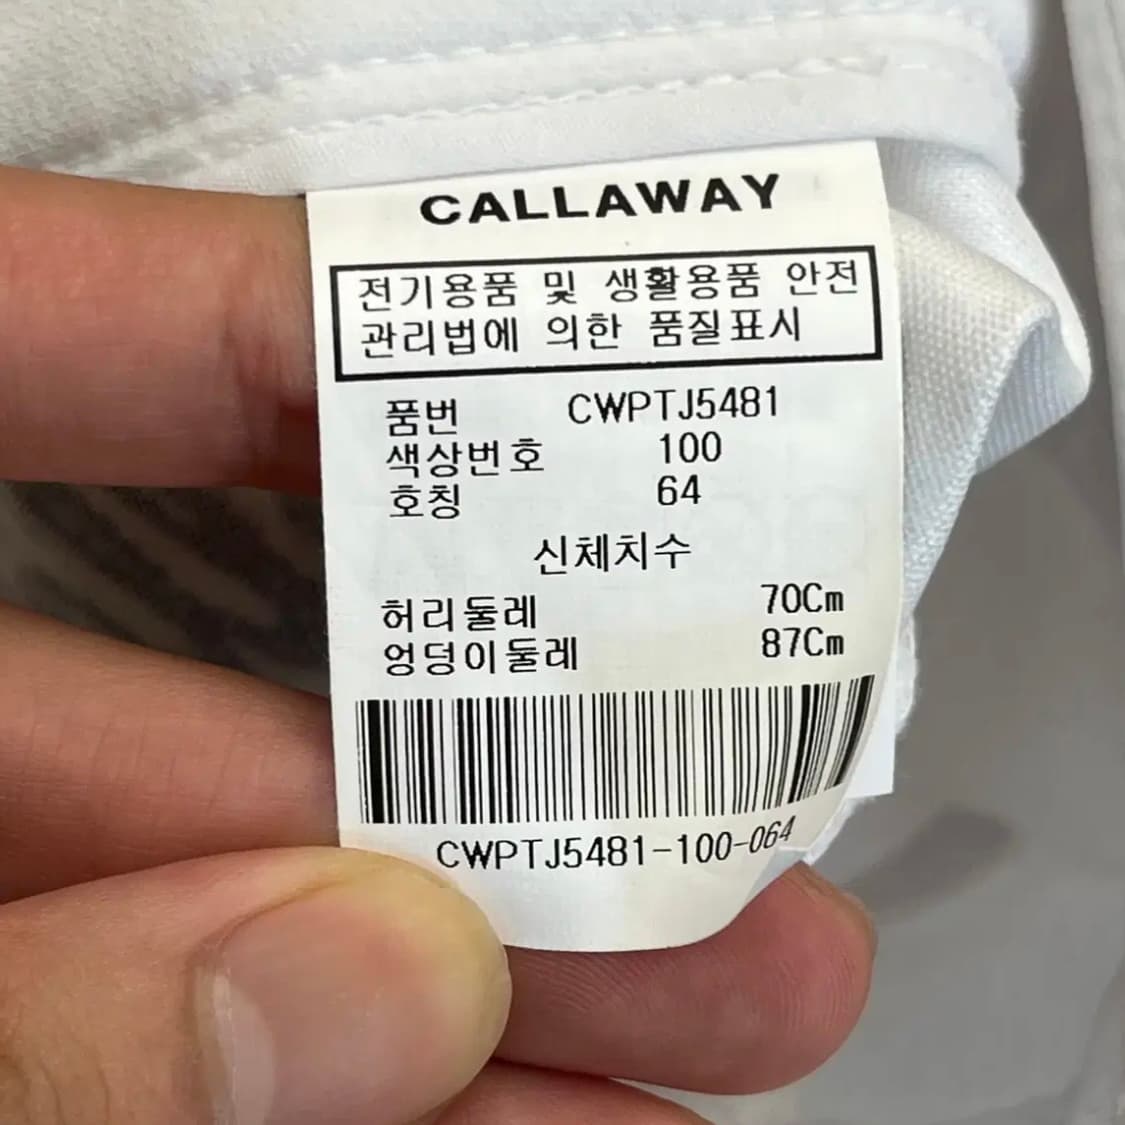 CALLAWAY
전기용품 및 생활용품 안전
관리법에 의한 품질표시
품번 CWPTJ5481
색상번호 100
호칭 64
신체치수
허리둘레 70Cm
엉덩이둘레 87Cm
CWPTJ5481-100-064